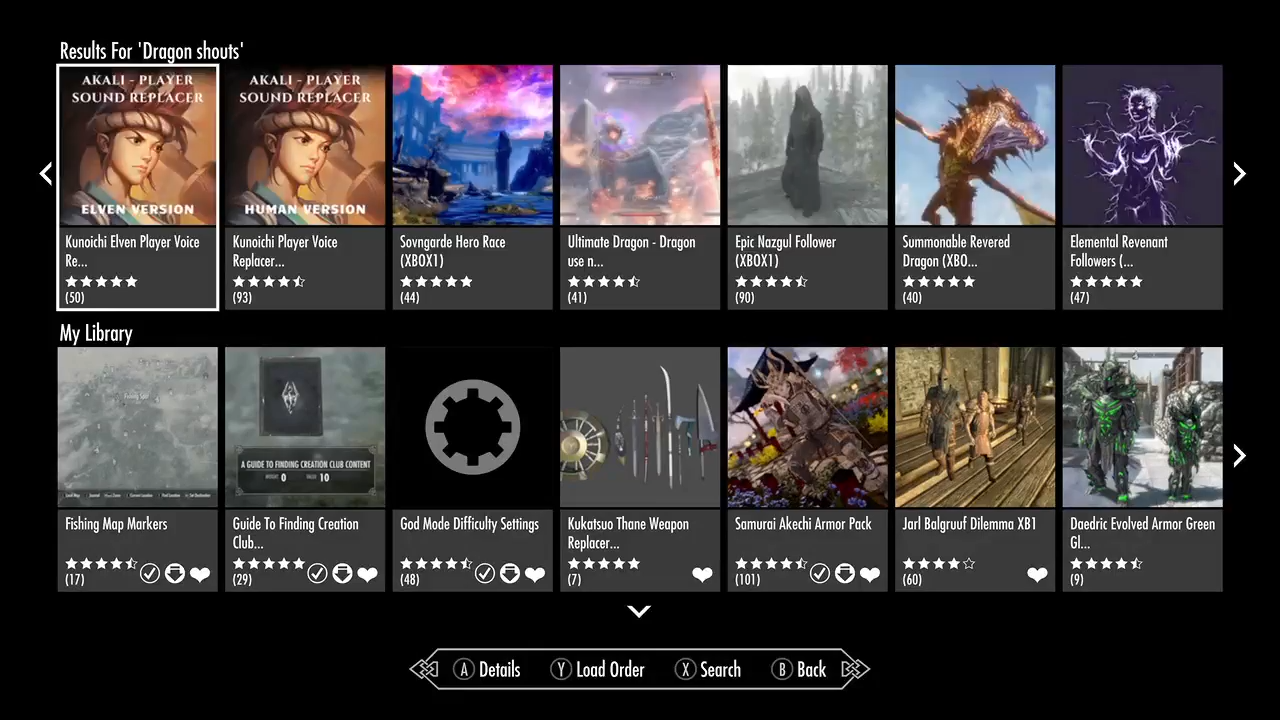 Results For 'Dragon shouts'
AKALI - PLAYER
SOUND REPLACER
ELVEN VERSION
Kunoichi Elven Player Voice
Re...
(50)
AKALI - PLAYER
SOUND REPLACER
HUMAN VERSION
Kunoichi Player Voice
Replacer...
(93)
Sovngarde Hero Race
(XBOX1)
(44)
Ultimate Dragon - Dragon
use n...
(41)
Epic Nazgul Follower
(XBOX1)
(90)
Summonable Revered
Dragon (XBO...
(40)
Elemental Revenant
Followers (...
(47)
My Library
Fishing Spot
Fishing Map Markers
(17)
A GUIDE TO FINDING CREATION CLUB CONTENT
WEIGHT 0 VALUE 10
Guide To Finding Creation
Club...
(29)
God Mode Difficulty Settings
(48)
Kukatsuo Thane Weapon
Replacer...
(7)
Samurai Akechi Armor Pack
(101)
Jarl Balgruuf Dilemma XB1
(60)
Daedric Evolved Armor Green
Gl...
(9)
A Details
Y Load Order
X Search
B Back